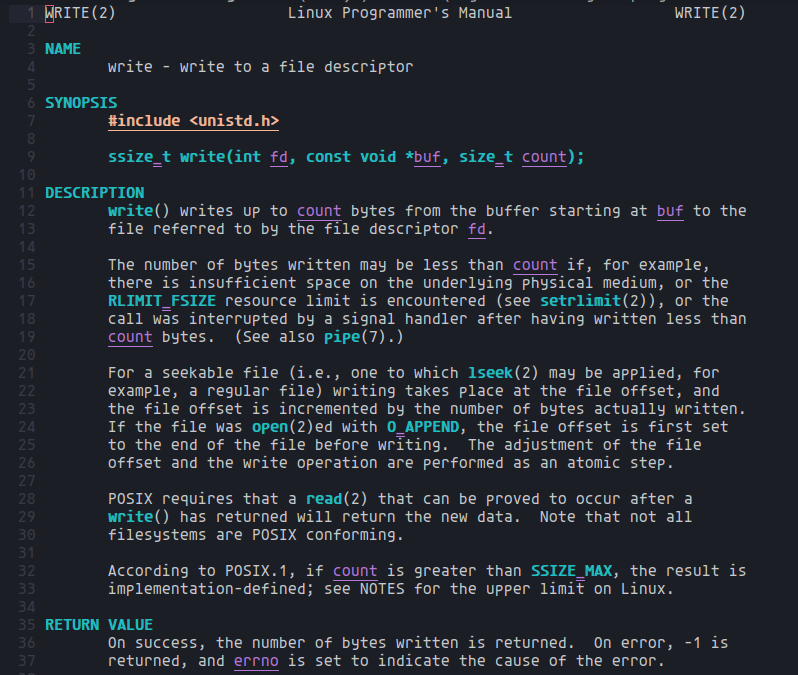 1 WRITE(2) Linux Programmer's Manual WRITE(2)
2
3 NAME
4 write - write to a file descriptor
5
6 SYNOPSIS
7 #include <unistd.h>
8
9 ssize_t write(int fd, const void *buf, size_t count);
10
11 DESCRIPTION
12 write() writes up to count bytes from the buffer starting at buf to the
13 file referred to by the file descriptor fd.
14
15 The number of bytes written may be less than count if, for example,
16 there is insufficient space on the underlying physical medium, or the
17 RLIMIT_FSIZE resource limit is encountered (see setrlimit(2)), or the
18 call was interrupted by a signal handler after having written less than
19 count bytes.  (See also pipe(7).)
20
21 For a seekable file (i.e., one to which lseek(2) may be applied, for
22 example, a regular file) writing takes place at the file offset, and
23 the file offset is incremented by the number of bytes actually written.
24 If the file was open(2)ed with O_APPEND, the file offset is first set
25 to the end of the file before writing.  The adjustment of the file
26 offset and the write operation are performed as an atomic step.
27
28 POSIX requires that a read(2) that can be proved to occur after a
29 write() has returned will return the new data.  Note that not all
30 filesystems are POSIX conforming.
31
32 According to POSIX.1, if count is greater than SSIZE_MAX, the result is
33 implementation-defined; see NOTES for the upper limit on Linux.
34
35 RETURN VALUE
36 On success, the number of bytes written is returned.  On error, -1 is
37 returned, and errno is set to indicate the cause of the error.